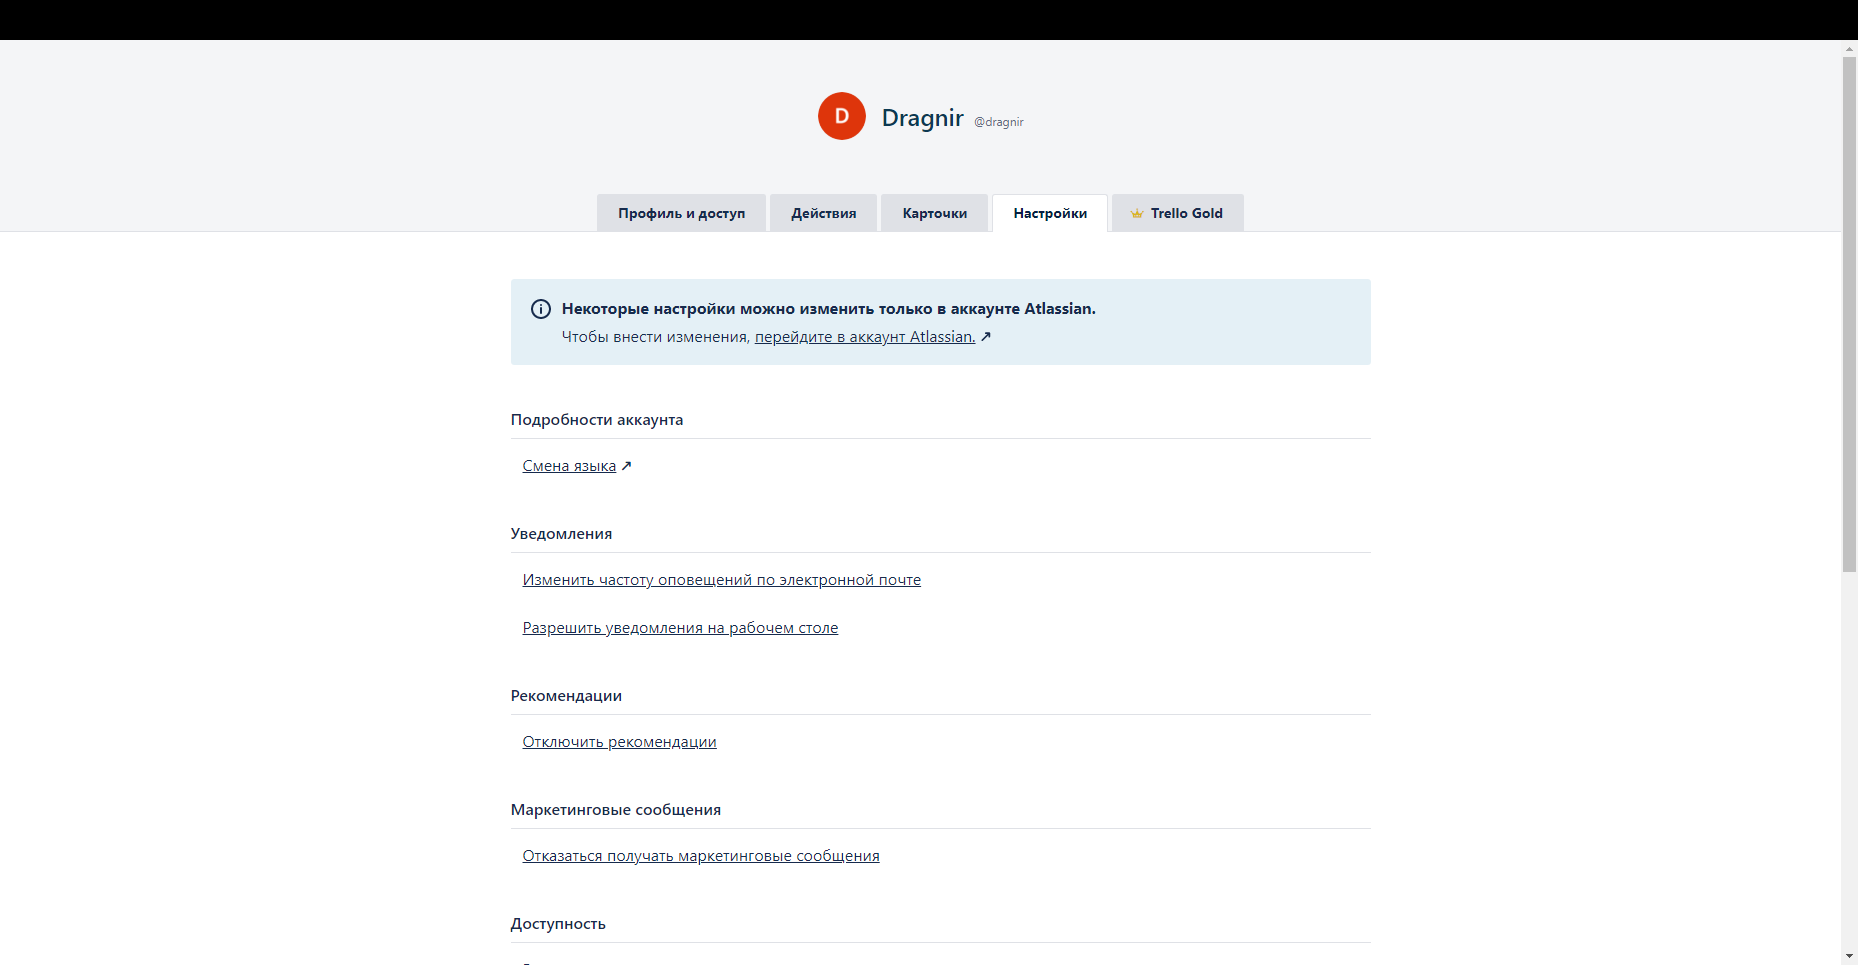 D
Dragnir @dragnir
Профиль и доступ
Действия
Карточки
Настройки
Trello Gold
Некоторые настройки можно изменить только в аккаунте Atlassian.
Чтобы внести изменения, перейдите в аккаунт Atlassian. ↗
Подробности аккаунта
Смена языка ↗
Уведомления
Изменить частоту оповещений по электронной почте
Разрешить уведомления на рабочем столе
Рекомендации
Отключить рекомендации
Маркетинговые сообщения
Отказаться получать маркетинговые сообщения
Доступность